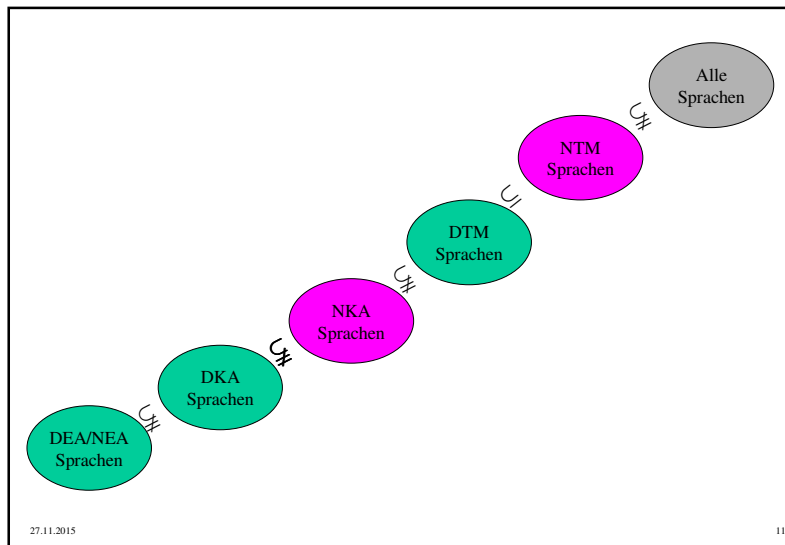 Alle
Sprachen
⊊
NTM
Sprachen
⊆
DTM
Sprachen
⊊
NKA
Sprachen
⊊
DKA
Sprachen
⊊
DEA/NEA
Sprachen
27.11.2015
11